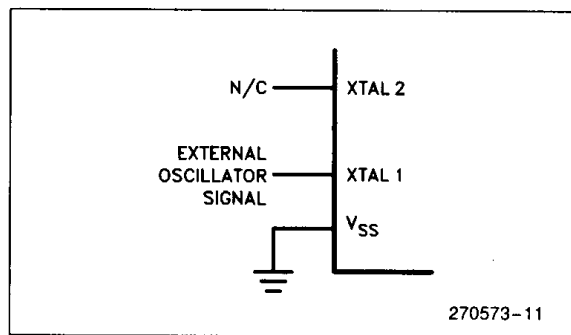 N/C XTAL 2
EXTERNAL
OSCILLATOR XTAL 1
SIGNAL
VSS
270573-11